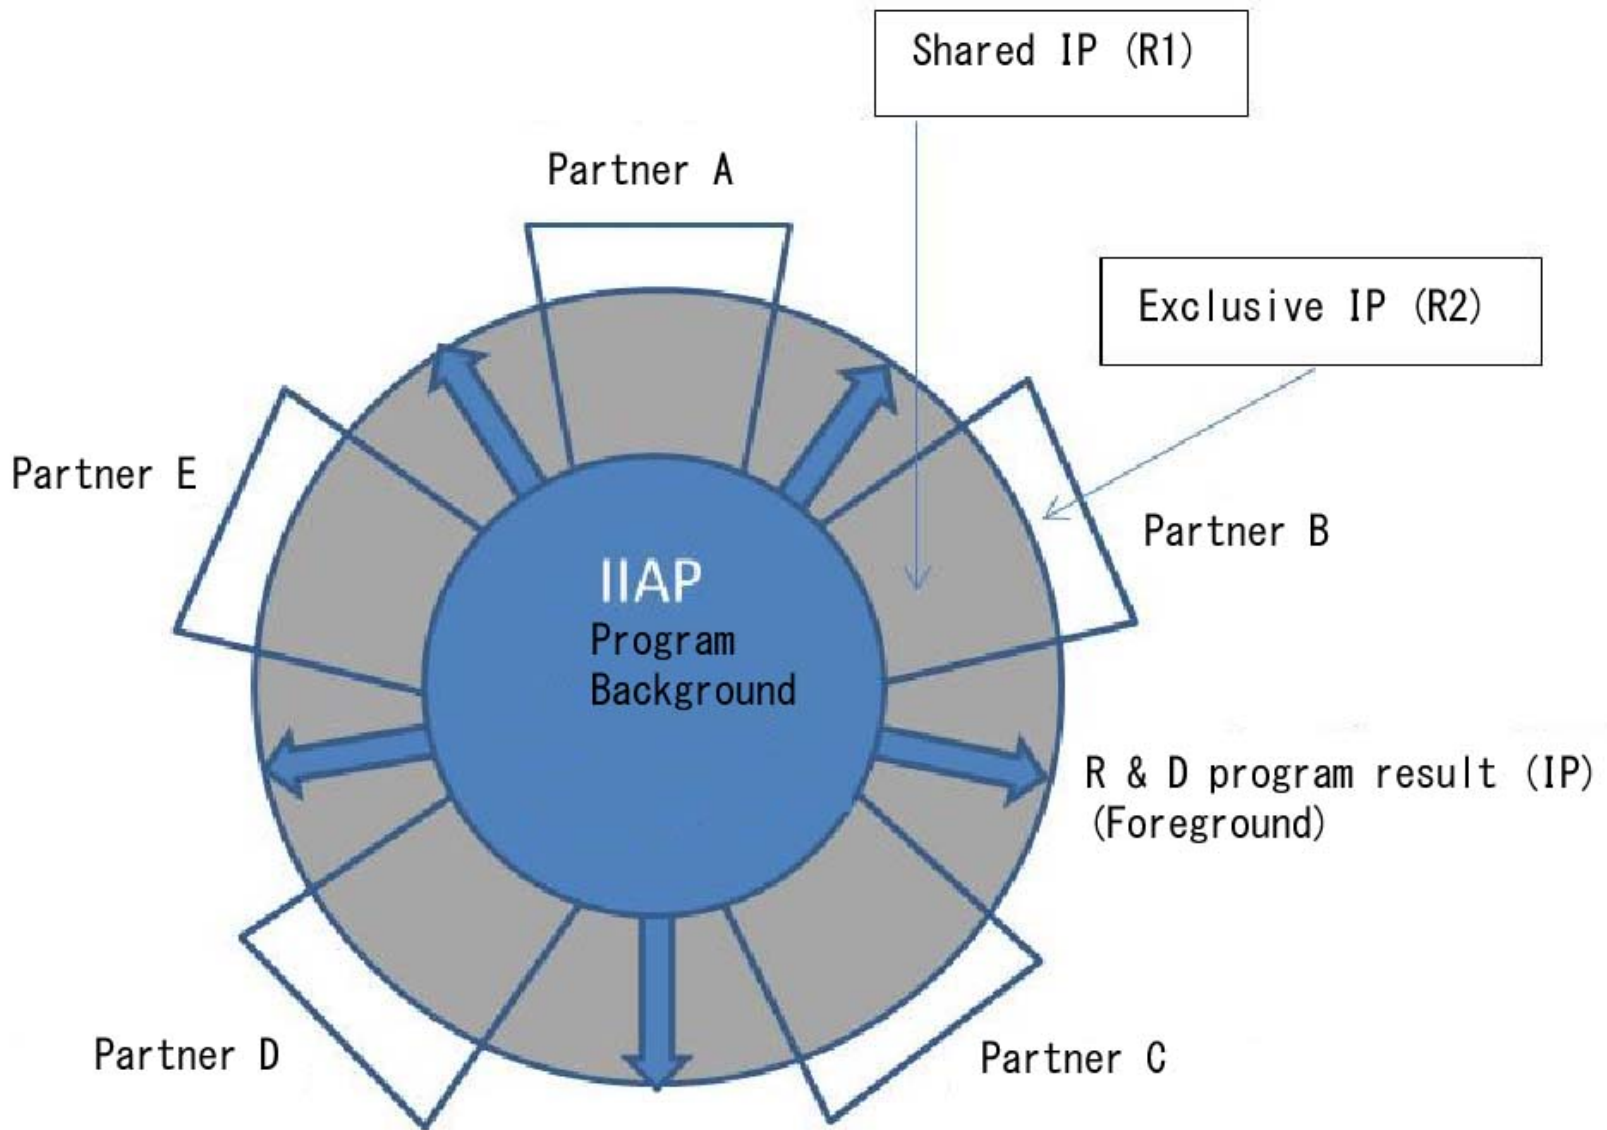 Shared IP (R1)
Partner A
Exclusive IP (R2)
Partner E
Partner B
IIAP
Program
Background
R & D program result (IP)
(Foreground)
Partner D
Partner C